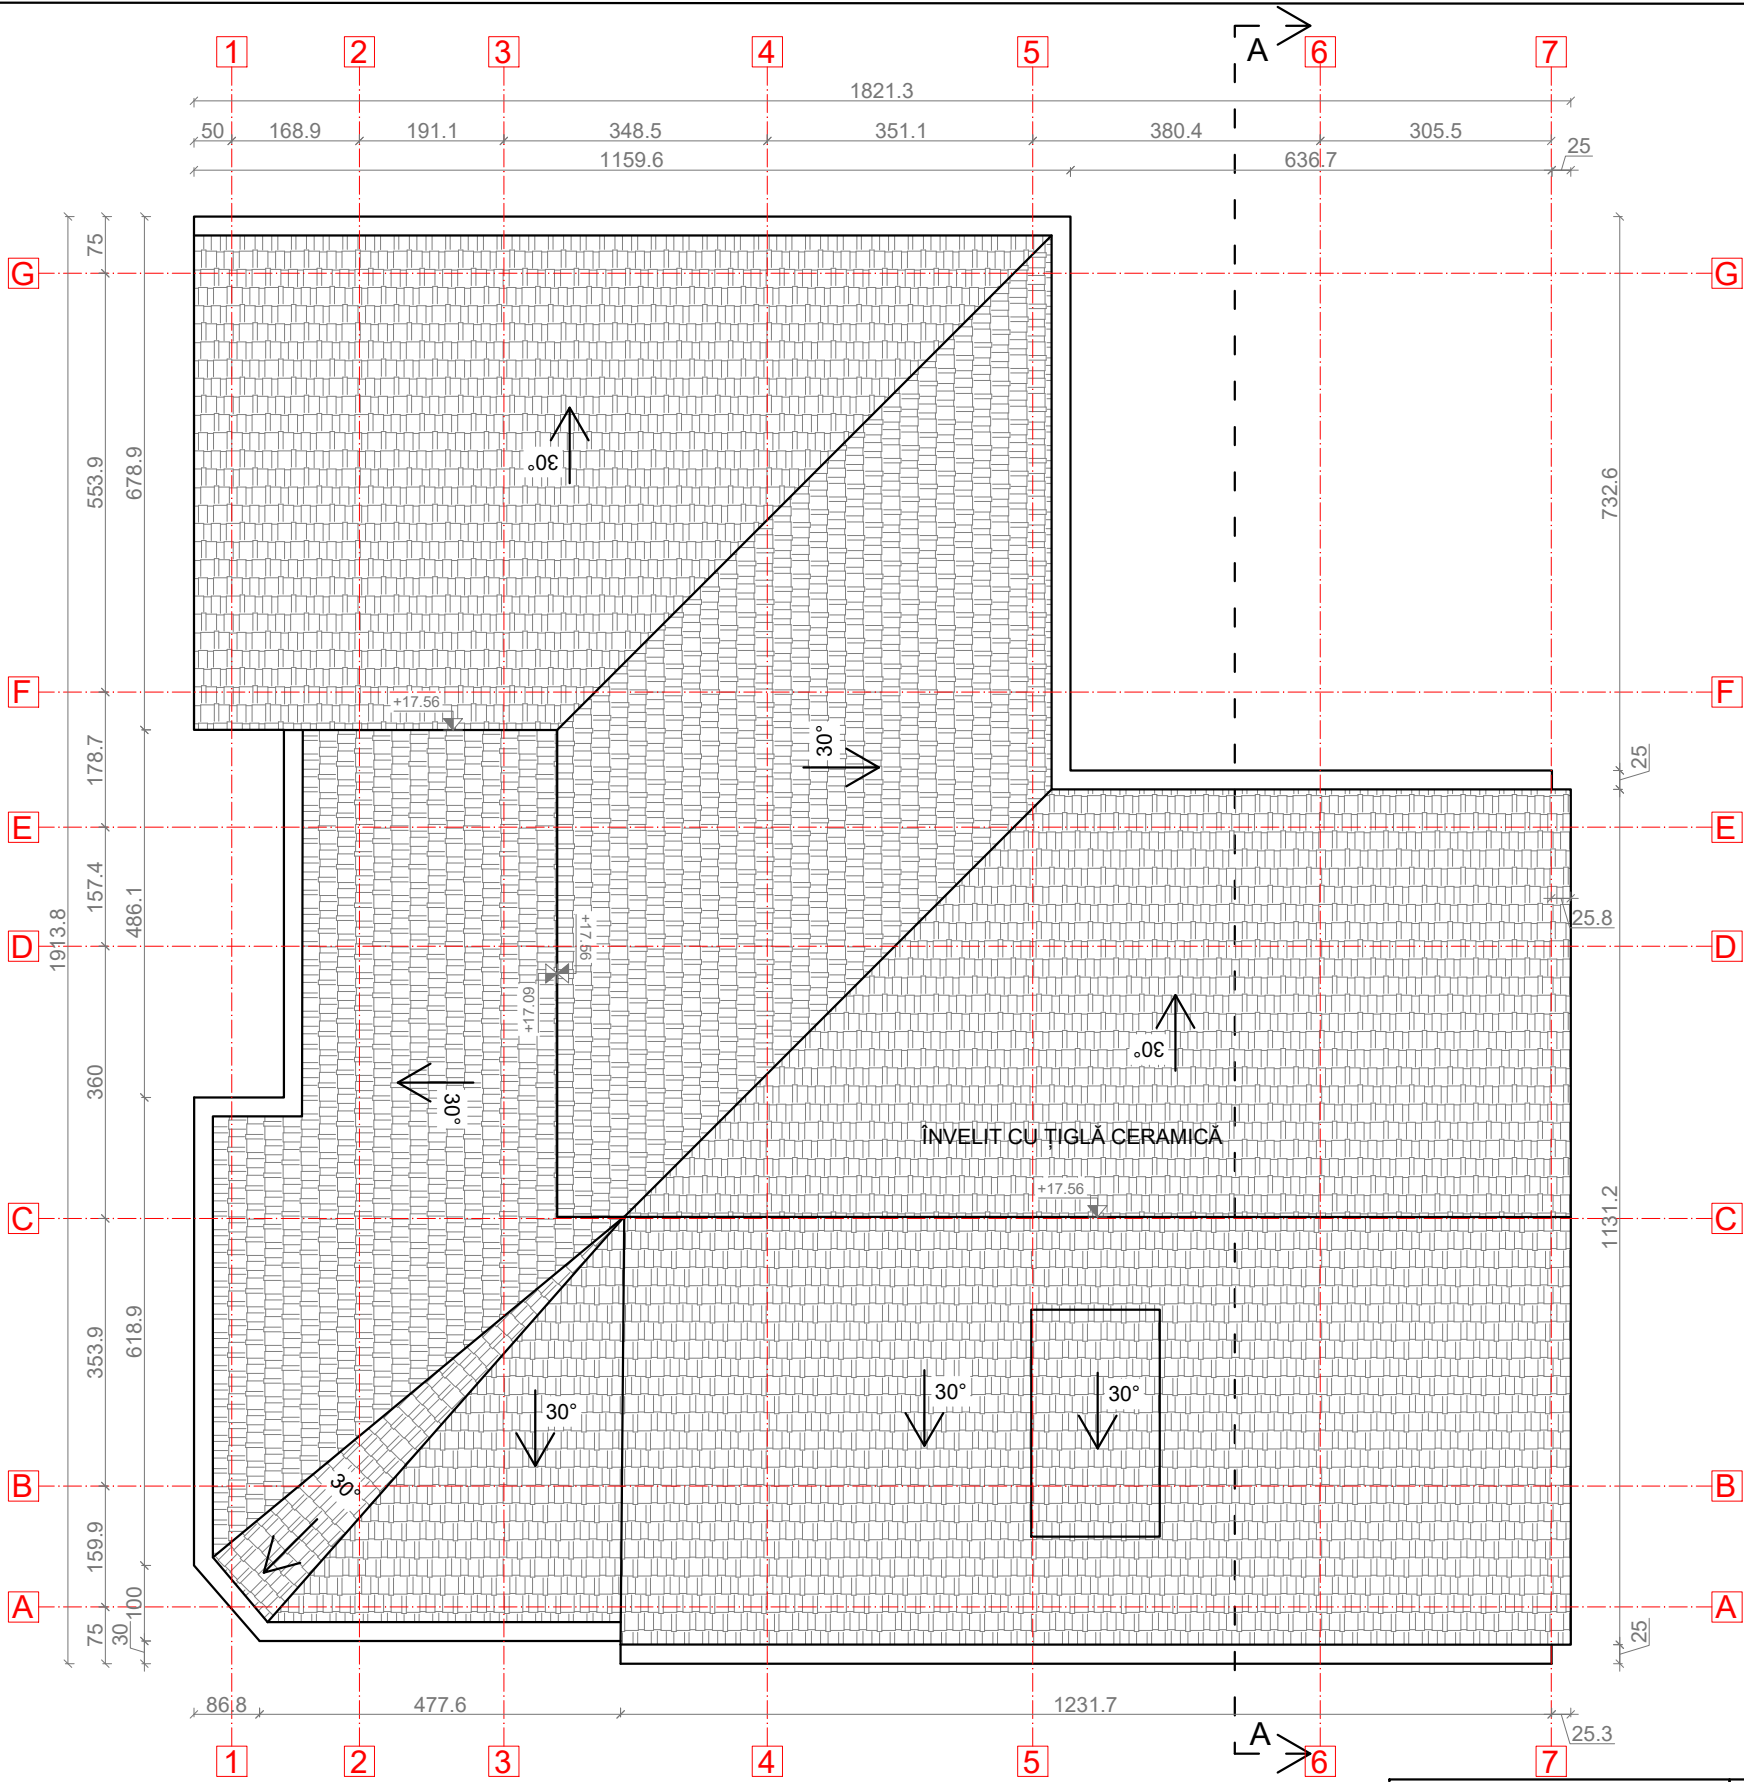 A
1 2 3 4 5 6 7
1821.3
50 168.9 191.1 348.5 351.1 380.4 305.5
25
1159.6 636.7
75
G G
30°
553.9 678.9
732.6
F F
+17.56
30°
178.7
25
E E
157.4
486.1
1913.8
25.8
+17.56
D D
+17.09
30°
360
30°
ÎNVELIT CU ȚIGLĂ CERAMICĂ
+17.56
C C
1131.2
353.9
618.9
30° 30° 30°
30°
B B
159.9
100
A A
75
30
25
86.8 477.6 1231.7
25.3
A
1 2 3 4 5 6 7